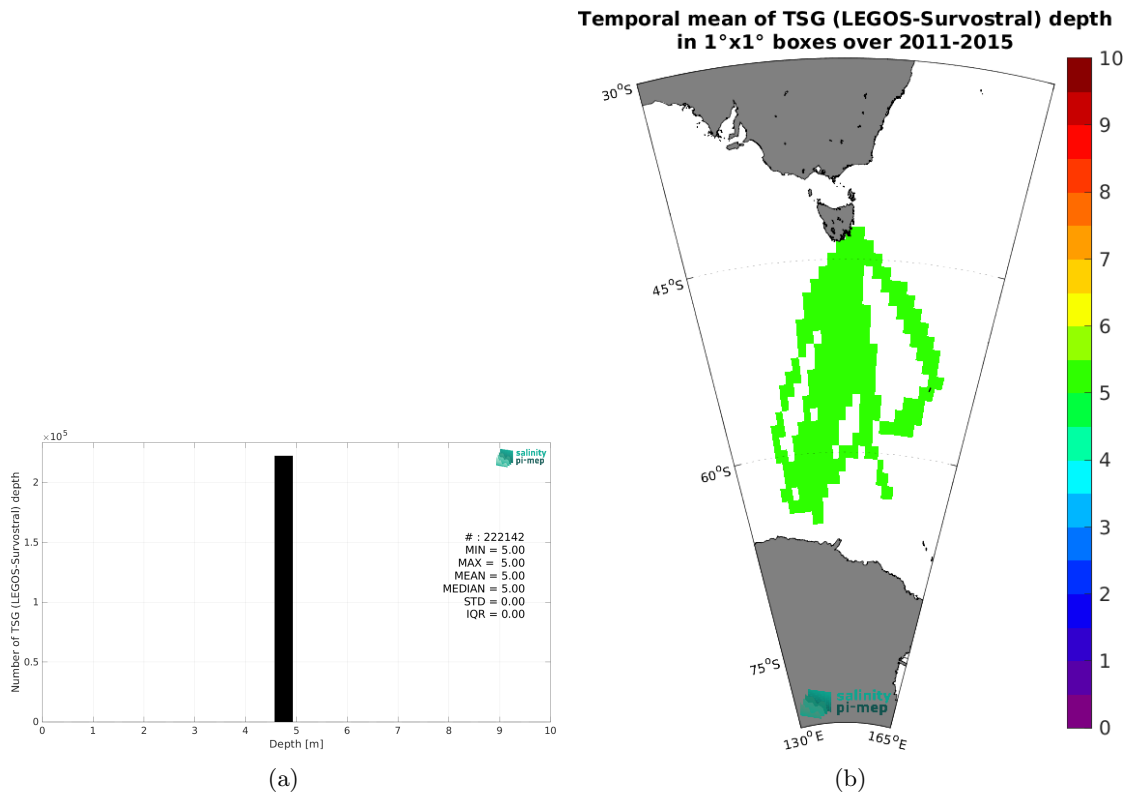 Temporal mean of TSG (LEGOS-Survostral) depth
in 1°x1° boxes over 2011-2015
30°S
45°S
60°S
75°S
130°E
165°E
10
9
8
7
6
5
4
3
2
1
0
salinity
pi-mep
×10⁵
2
1.5
1
0.5
0
Number of TSG (LEGOS-Survostral) depth
salinity
pi-mep
# : 222142
MIN = 5.00
MAX = 5.00
MEAN = 5.00
MEDIAN = 5.00
STD = 0.00
IQR = 0.00
0 1 2 3 4 5 6 7 8 9 10
Depth [m]
(a)
(b)